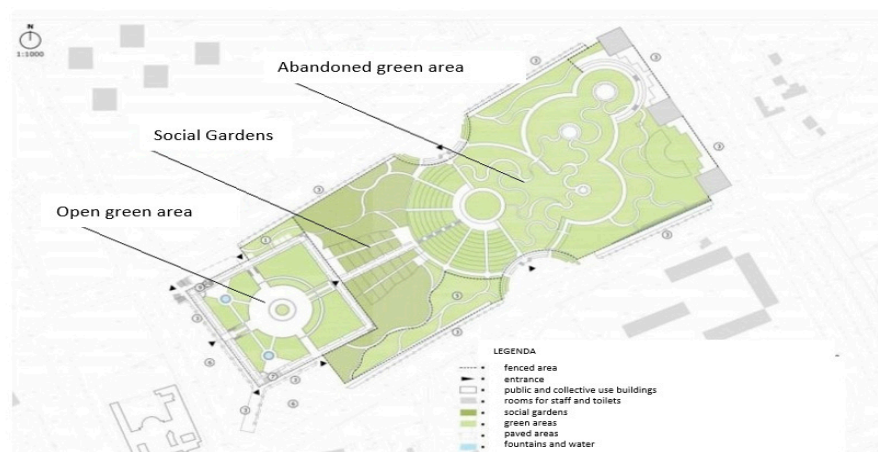 N
1:1000
Abandoned green area
Social Gardens
Open green area
LEGENDA
fenced area
entrance
public and collective use buildings
rooms for staff and toilets
social gardens
green areas
paved areas
fountains and water